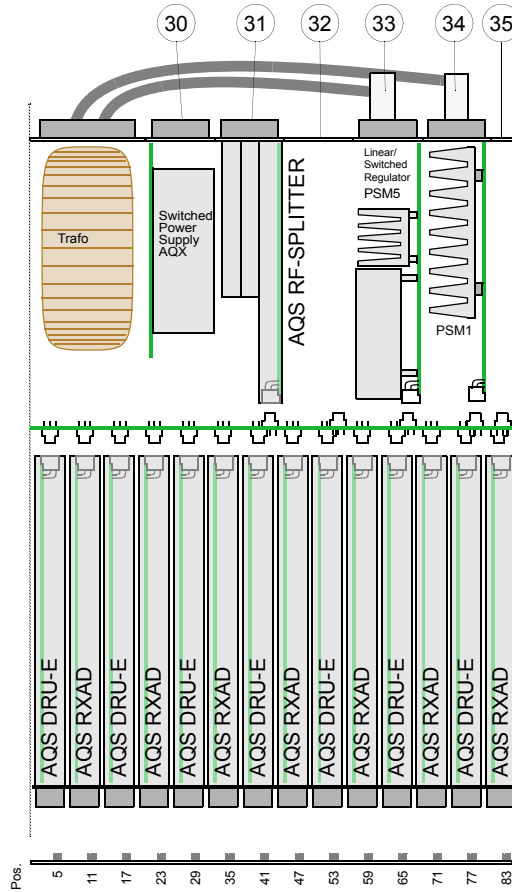 30 31 32 33 34 35
Trafo
Switched
Power
Supply
AQX
AQS RF-SPLITTER
Linear/
Switched
Regulator
PSM5
PSM1
AQS DRU-E
AQS RXAD
AQS DRU-E
AQS RXAD
AQS DRU-E
AQS RXAD
AQS DRU-E
AQS RXAD
AQS DRU-E
AQS RXAD
AQS DRU-E
AQS RXAD
AQS DRU-E
AQS RXAD
Pos. 5 11 17 23 29 35 41 47 53 59 65 71 77 83